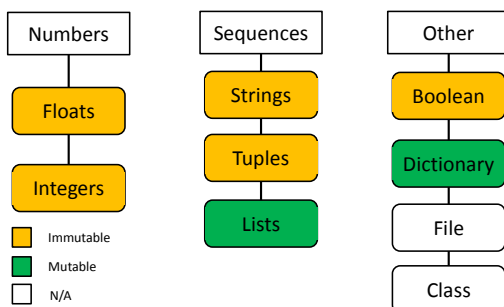 Numbers
Floats
Integers
Sequences
Strings
Tuples
Lists
Other
Boolean
Dictionary
File
Class
Immutable
Mutable
N/A